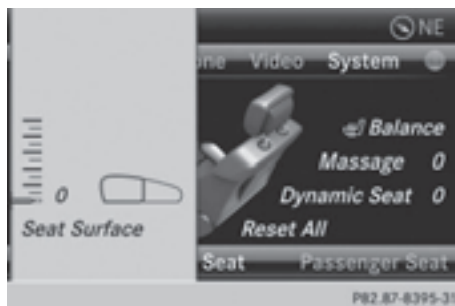 NE
ne Video System
Balance
Massage 0
0 Dynamic Seat 0
Seat Surface Reset All
Seat Passenger Seat
P82.87-8395-31